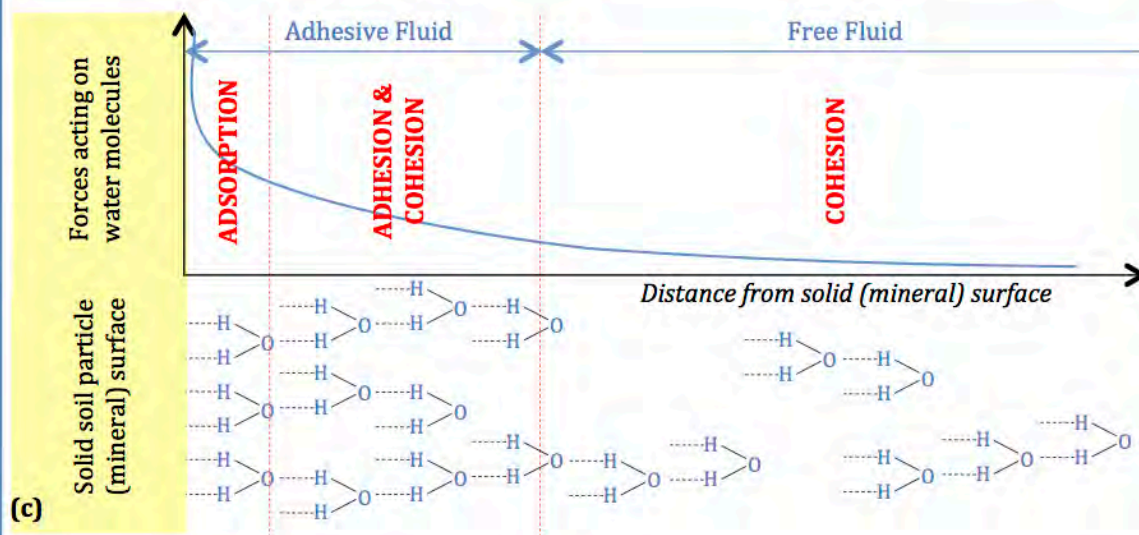 Adhesive Fluid
Free Fluid
Forces acting on
water molecules
ADSORPTION
ADHESION &
COHESION
COHESION
Distance from solid (mineral) surface
Solid soil particle
(mineral) surface
H H H H H H
O O O O O O
H H H H H H
H H H
O O O
H H H
H H H H H H H H H
O O O O O O O O O
H H H H H H H H H
(c)